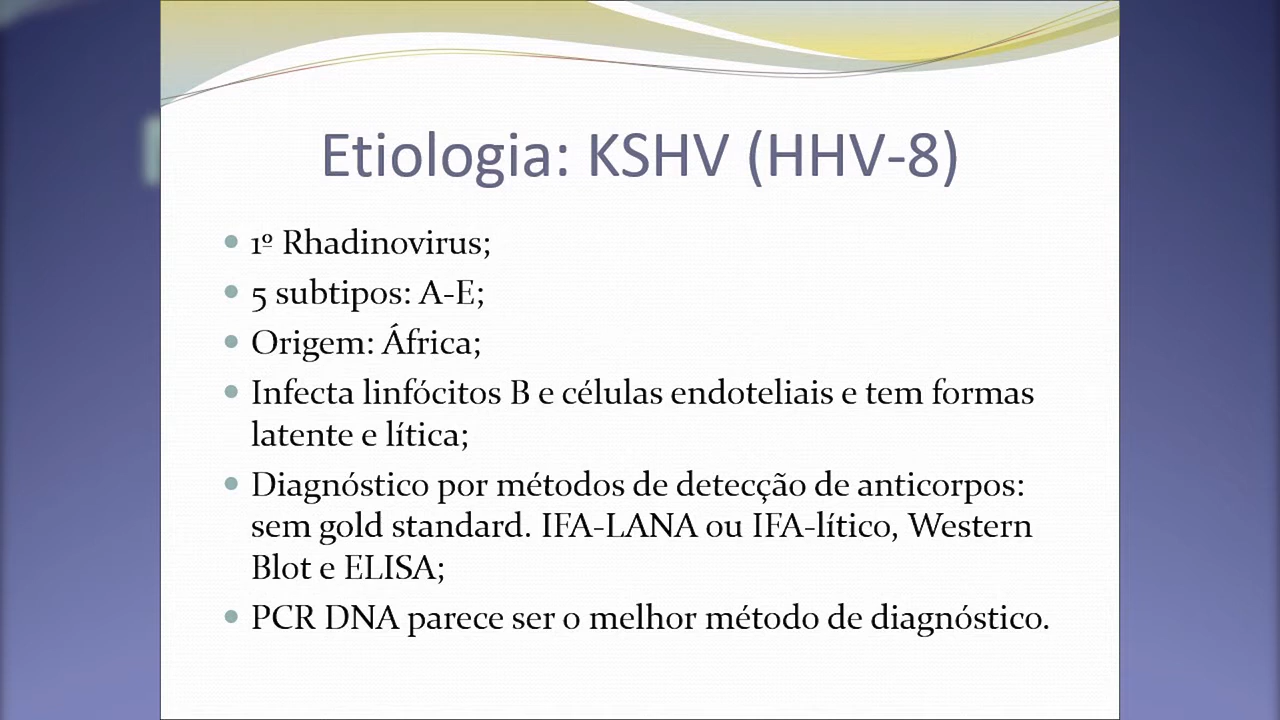 Etiologia: KSHV (HHV-8)
1º Rhadinovirus;
5 subtipos: A-E;
Origem: África;
Infecta linfócitos B e células endoteliais e tem formas
latente e lítica;
Diagnóstico por métodos de detecção de anticorpos:
sem gold standard. IFA-LANA ou IFA-lítico, Western
Blot e ELISA;
PCR DNA parece ser o melhor método de diagnóstico.